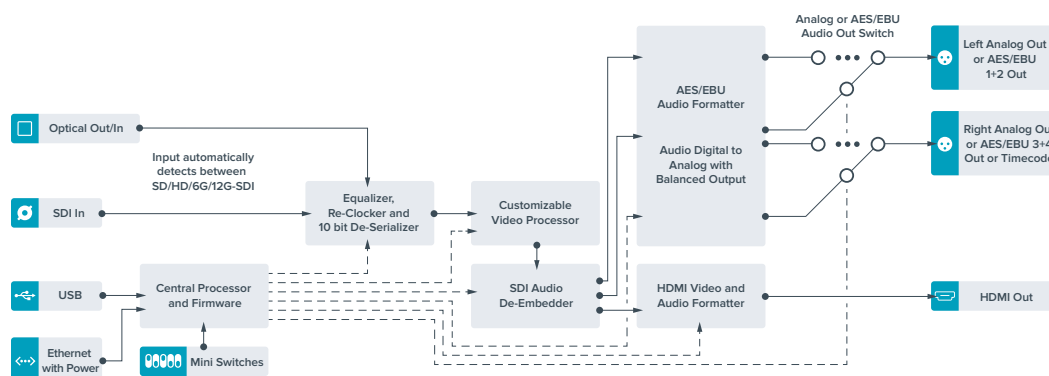 Analog or AES/EBU
Audio Out Switch
Left Analog Out
or AES/EBU
1+2 Out
AES/EBU
Audio Formatter
Optical Out/In
Right Analog Out
or AES/EBU 3+4
Out or Timecode
Audio Digital to
Analog with
Balanced Output
Input automatically
detects between
SD/HD/6G/12G-SDI
SDI In
Equalizer,
Re-Clocker and
10 bit De-Serializer
Customizable
Video Processor
USB
Central Processor
and Firmware
SDI Audio
De-Embedder
HDMI Video and
Audio Formatter
HDMI Out
Ethernet
with Power
Mini Switches